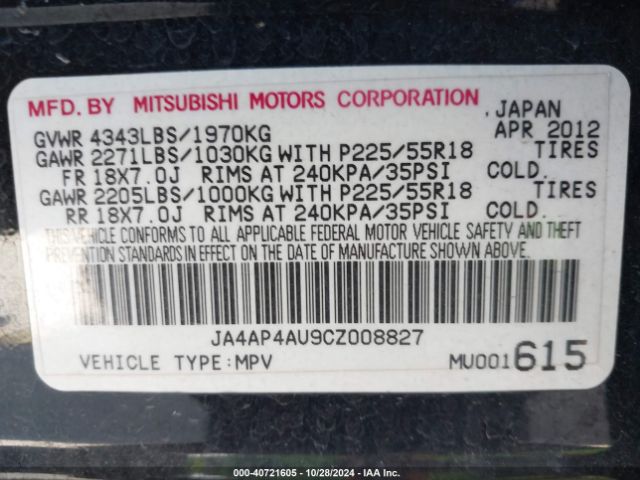 MFD. BY MITSUBISHI MOTORS CORPORATION , JAPAN
GVWR 4343LBS/1970KG APR 2012
GAWR 2271LBS/1030KG WITH P225/55R18 TIRES
FR 18X7.0J RIMS AT 240KPA/35PSI COLD.
GAWR 2205LBS/1000KG WITH P225/55R18 TIRES
RR 18X7.0J RIMS AT 240KPA/35PSI COLD.
THIS VEHICLE CONFORMS TO ALL APPLICABLE FEDERAL MOTOR VEHICLE SAFETY AND THEFT
PREVENTION STANDARDS IN EFFECT ON THE DATE OF MANUFACTURE SHOWN ABOVE.
JA4AP4AU9CZ008827
VEHICLE TYPE:MPV MU001615
000-40721605 | 10/28/2024 | IAA Inc.